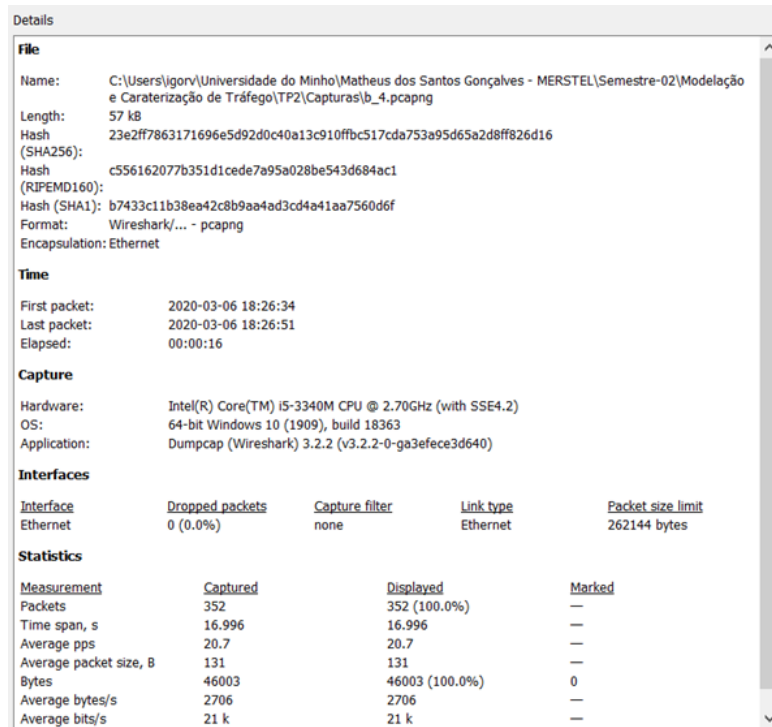 Details
File
Name: C:\Users\igorv\Universidade do Minho\Matheus dos Santos Gonçalves - MERSTEL\Semestre-02\Modelação
e Caraterização de Tráfego\TP2\Capturas\b_4.pcapng
Length: 57 kB
Hash 23e2ff7863171696e5d92d0c40a13c910ffbc517cda753a95d65a2d8ff826d16
(SHA256):
Hash c556162077b351d1cede7a95a028be543d684ac1
(RIPEMD160):
Hash (SHA1): b7433c11b38ea42c8b9aa4ad3cd4a41aa7560d6f
Format: Wireshark/... - pcapng
Encapsulation: Ethernet
Time
First packet: 2020-03-06 18:26:34
Last packet: 2020-03-06 18:26:51
Elapsed: 00:00:16
Capture
Hardware: Intel(R) Core(TM) i5-3340M CPU @ 2.70GHz (with SSE4.2)
OS: 64-bit Windows 10 (1909), build 18363
Application: Dumpcap (Wireshark) 3.2.2 (v3.2.2-0-ga3efece3d640)
Interfaces
Interface Dropped packets Capture filter Link type Packet size limit
Ethernet 0 (0.0%) none Ethernet 262144 bytes
Statistics
Measurement Captured Displayed Marked
Packets 352 352 (100.0%) —
Time span, s 16.996 16.996 —
Average pps 20.7 20.7 —
Average packet size, B 131 131 —
Bytes 46003 46003 (100.0%) 0
Average bytes/s 2706 2706 —
Average bits/s 21 k 21 k —